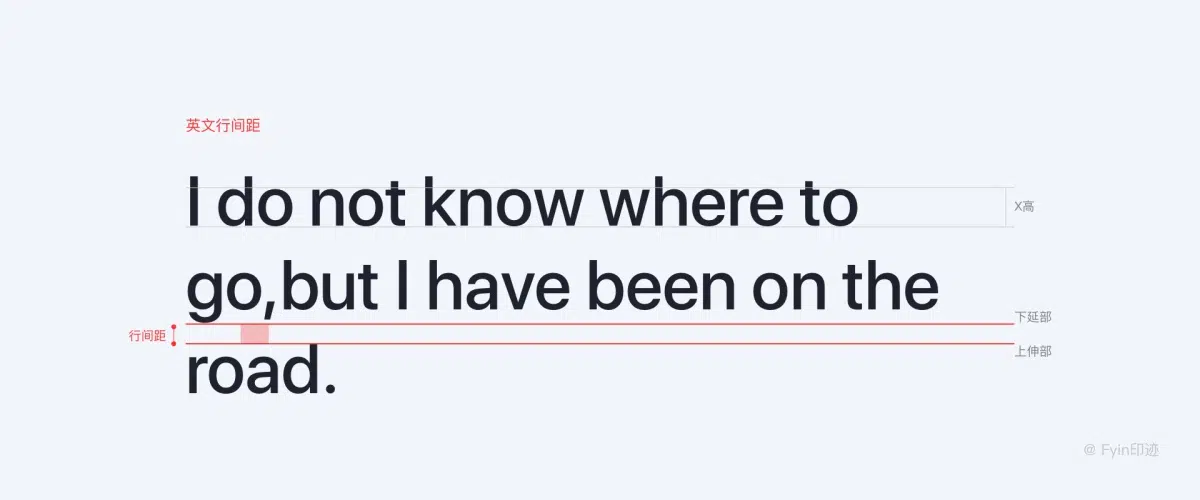 英文行间距
I do not know where to
X高
go,but I have been on the
下延部
行间距
上伸部
road.
@ Fyin印迹